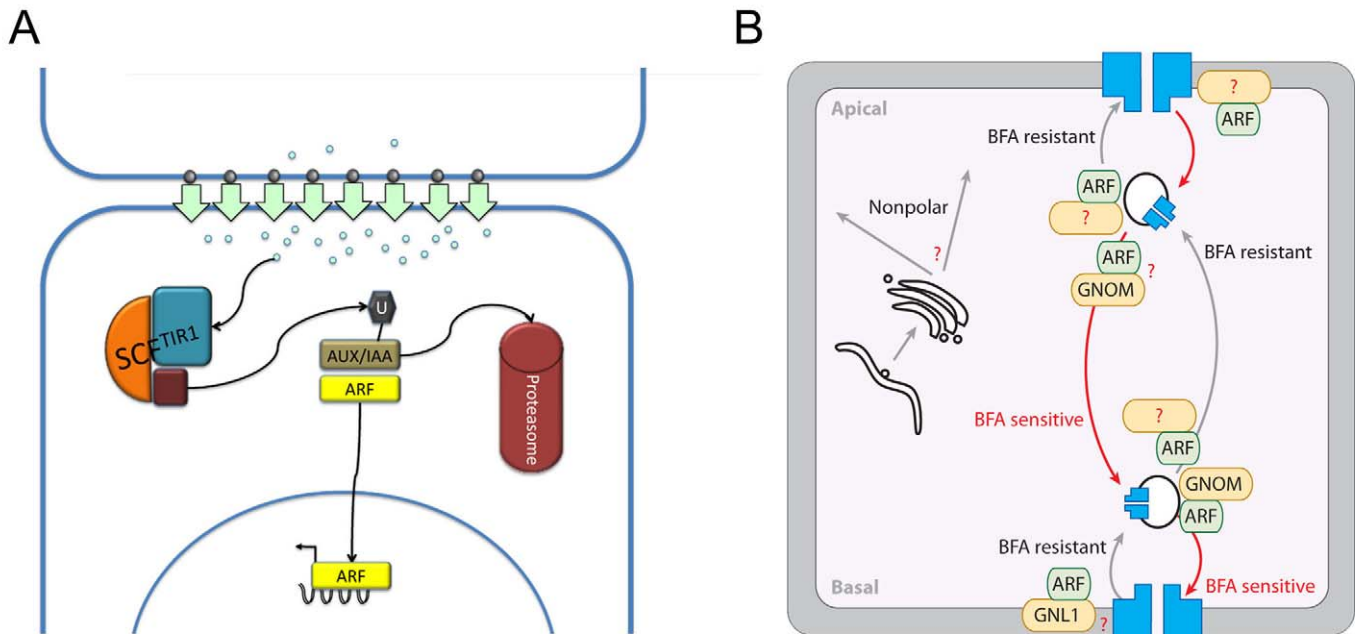 A
SCF TIR1
U
AUX/IAA
ARF
Proteasome
ARF
B
Apical
?
ARF
BFA resistant
ARF
?
Nonpolar
?
ARF
?
GNOM
BFA resistant
BFA sensitive
?
ARF
GNOM
ARF
BFA resistant
ARF
BFA sensitive
Basal
GNL1
?